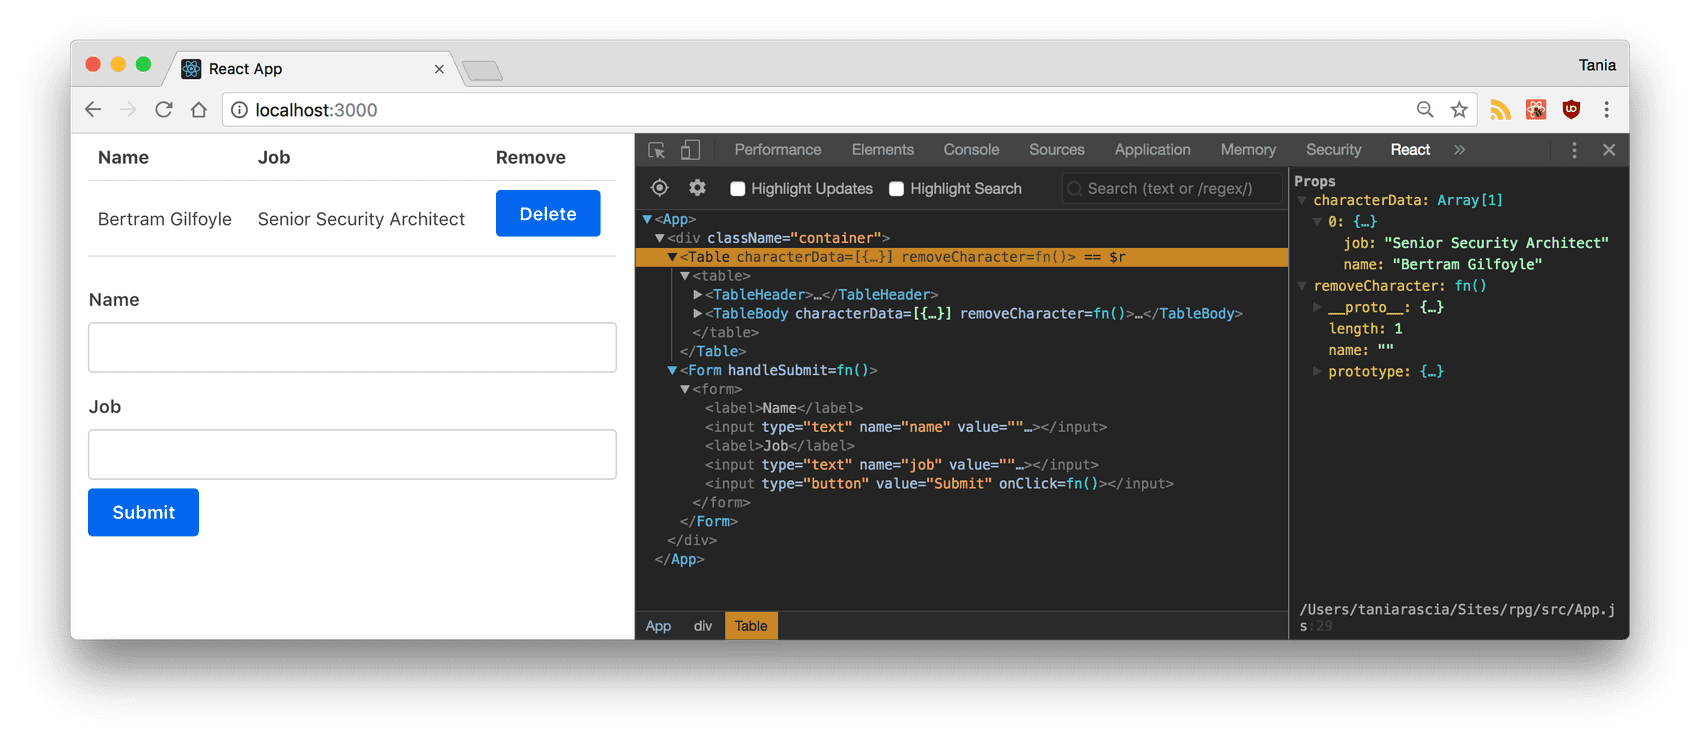 React App
Tania
localhost:3000
Name Job Remove
Bertram Gilfoyle Senior Security Architect Delete
Name
Job
Submit
Performance Elements Console Sources Application Memory Security React »
Highlight Updates Highlight Search Search (text or /regex/)
<App>
<div className="container">
<Table characterData=[{…}] removeCharacter=fn()> == $r
<table>
<TableHeader>…</TableHeader>
<TableBody characterData=[{…}] removeCharacter=fn()>…</TableBody>
</table>
</Table>
<Form handleSubmit=fn()>
<form>
<label>Name</label>
<input type="text" name="name" value=""…></input>
<label>Job</label>
<input type="text" name="job" value=""…></input>
<input type="button" value="Submit" onClick=fn()></input>
</form>
</Form>
</div>
</App>
App div Table
Props
characterData: Array[1]
0: {…}
job: "Senior Security Architect"
name: "Bertram Gilfoyle"
removeCharacter: fn()
__proto__: {…}
length: 1
name: ""
prototype: {…}
/Users/taniarascia/Sites/rpg/src/App.j
s:29